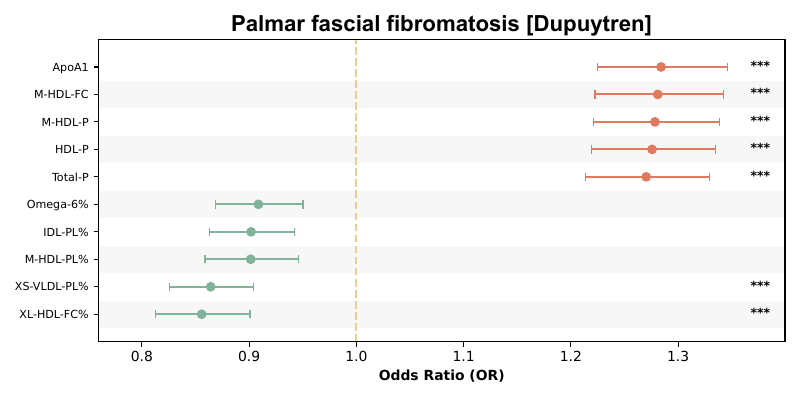 Palmar fascial fibromatosis [Dupuytren]
ApoA1 ***
M-HDL-FC ***
M-HDL-P ***
HDL-P ***
Total-P ***
Omega-6%
IDL-PL%
M-HDL-PL%
XS-VLDL-PL% ***
XL-HDL-FC% ***
0.8 0.9 1.0 1.1 1.2 1.3
Odds Ratio (OR)